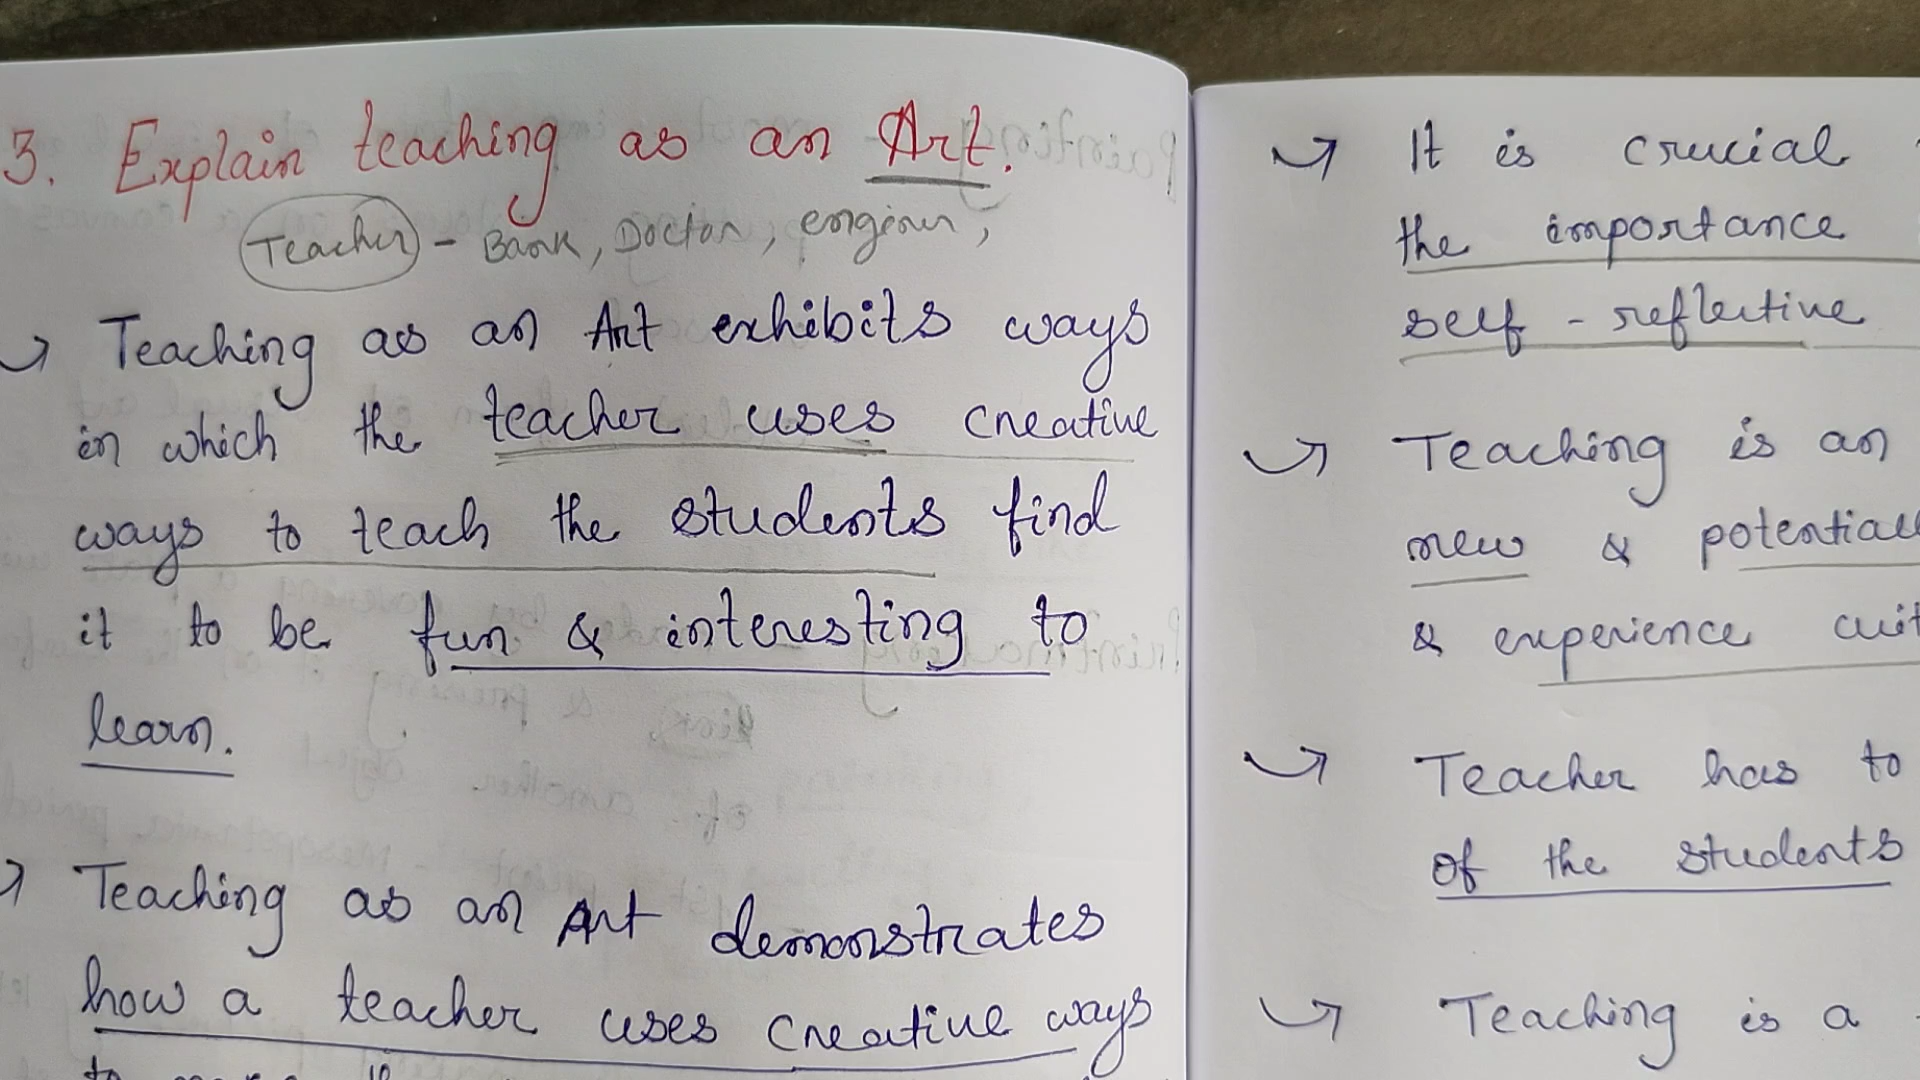 3. Explain teaching as an Art.
Teacher - Bank, Doctor, engineer,
→ Teaching as an Art exhibits ways
in which the teacher uses creative
ways to teach the students find
it to be fun & interesting to
learn.
→ Teaching as an Art demonstrates
how a teacher uses creative ways
→ It is crucial
the importance
self-reflective
→ Teaching is an
new &
& experience
→ Teacher has to
of the students
→ Teaching is a